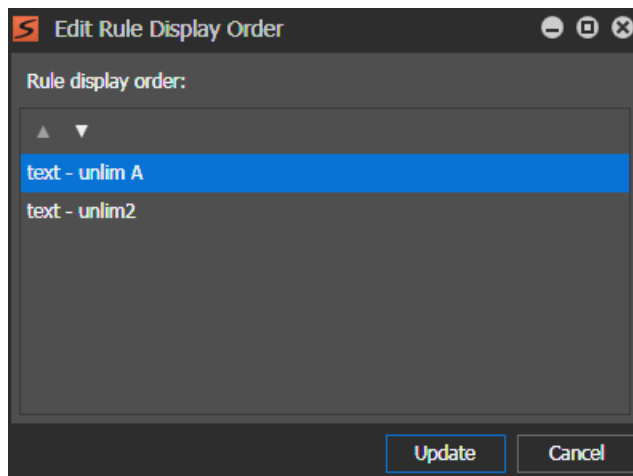 Edit Rule Display Order
Rule display order:
text - unlim A
text - unlim2
Update
Cancel